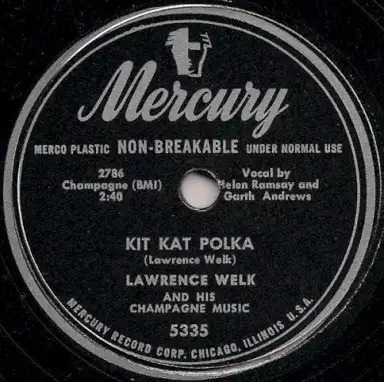 Mercury
MERCO PLASTIC NON-BREAKABLE UNDER NORMAL USE
2786
Champagne (BMI)
2:40
Vocal by
Helen Ramsay and
Garth Andrews
KIT KAT POLKA
(Lawrence Welk)
LAWRENCE WELK
AND HIS
CHAMPAGNE MUSIC
5335
MERCURY RECORD CORP. CHICAGO, ILLINOIS U.S.A.